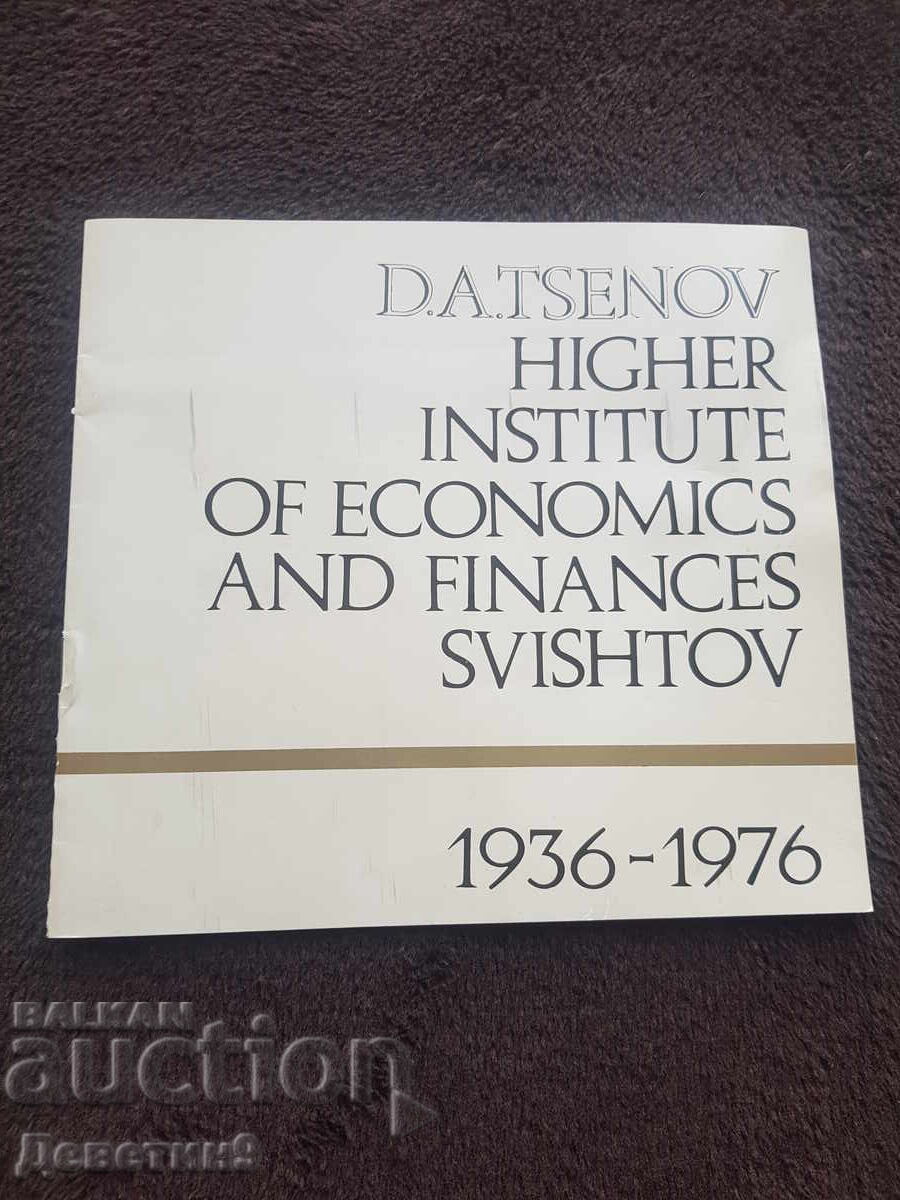 D.A.TSENOV
HIGHER
INSTITUTE
OF ECONOMICS
AND FINANCES
SVISHTOV
1936-1976
BALKAN
auction
Деветин9